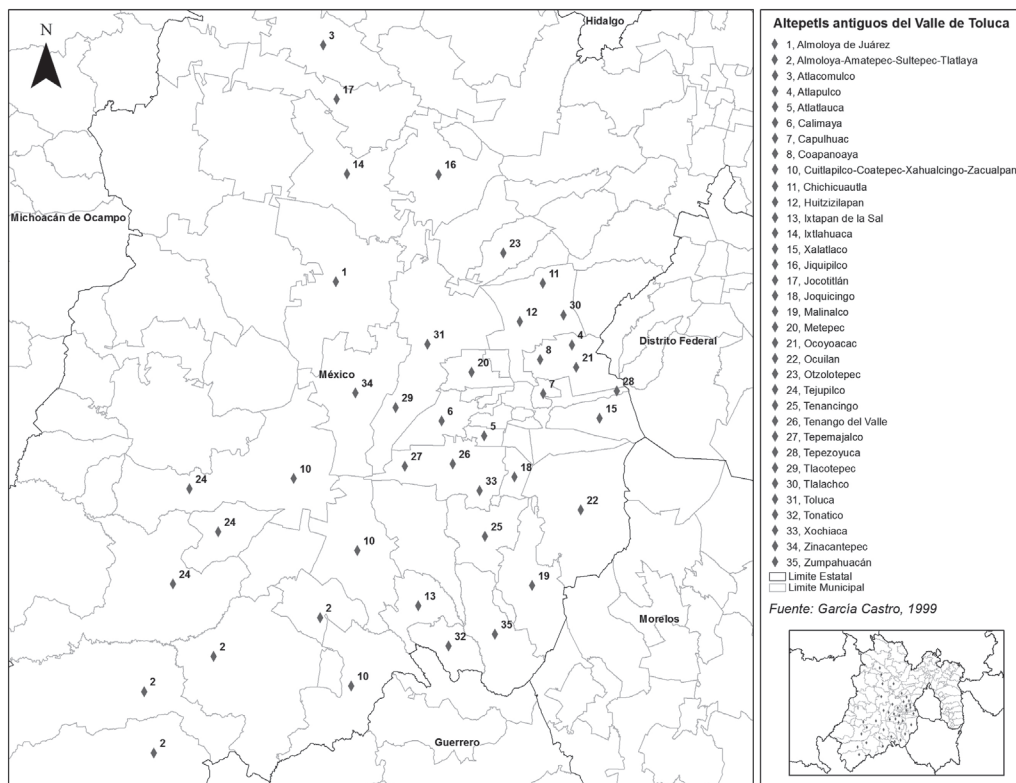 N
Hidalgo
3
17
14
16
Michoacán de Ocampo
23
1
11
12
30
31
4
Distrito Federal
8
21
20
México
34
7
28
29
6
15
5
27
26
10
18
24
33
22
24
25
10
24
19
13
2
Morelos
35
32
2
10
2
Guerrero
2
Altepetls antiguos del Valle de Toluca
1, Almoloya de Juárez
2, Almoloya-Amatepec-Sultepec-Tlatlaya
3, Atlacomulco
4, Atlapulco
5, Atlatlauca
6, Calimaya
7, Capulhuac
8, Coapanoaya
10, Cuitlapilco-Coatepec-Xahualcingo-Zacualpan
11, Chichicuautla
12, Huitzizilapan
13, Ixtapan de la Sal
14, Ixtlahuaca
15, Xalatlaco
16, Jiquipilco
17, Jocotitlán
18, Joquicingo
19, Malinalco
20, Metepec
21, Ocoyoacac
22, Ocuilan
23, Otzolotepec
24, Tejupilco
25, Tenancingo
26, Tenango del Valle
27, Tepemajalco
28, Tepezoyuca
29, Tlacotepec
30, Tlalachco
31, Toluca
32, Tonatico
33, Xochiaca
34, Zinacantepec
35, Zumpahuacán
Limite Estatal
Limite Municipal
Fuente: García Castro, 1999